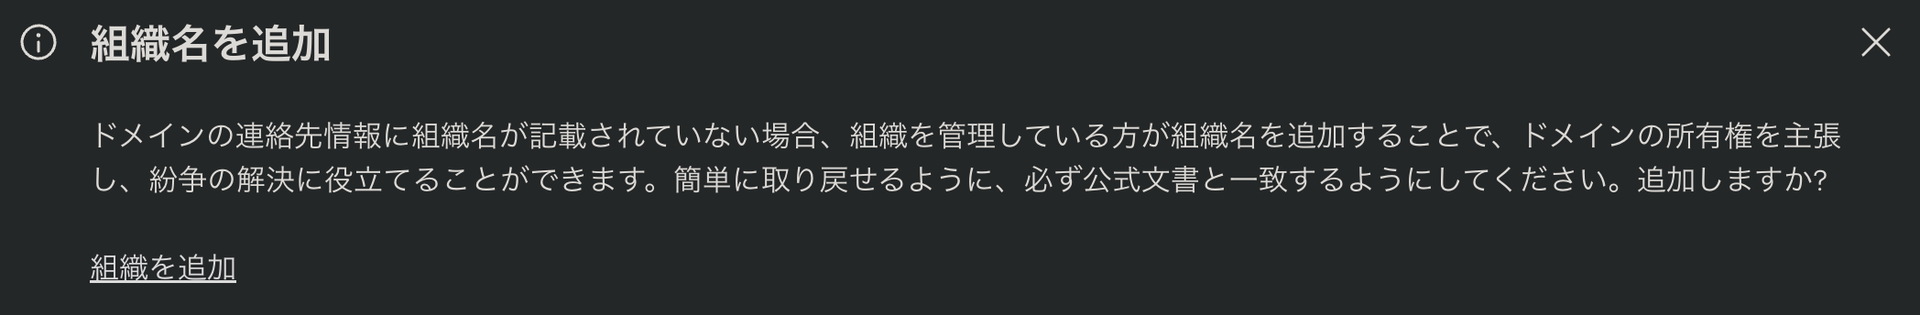 組織名を追加
ドメインの連絡先情報に組織名が記載されていない場合、組織を管理している方が組織名を追加することで、ドメインの所有権を主張
し、紛争の解決に役立てることができます。簡単に取り戻せるように、必ず公式文書と一致するようにしてください。追加しますか?
組織を追加